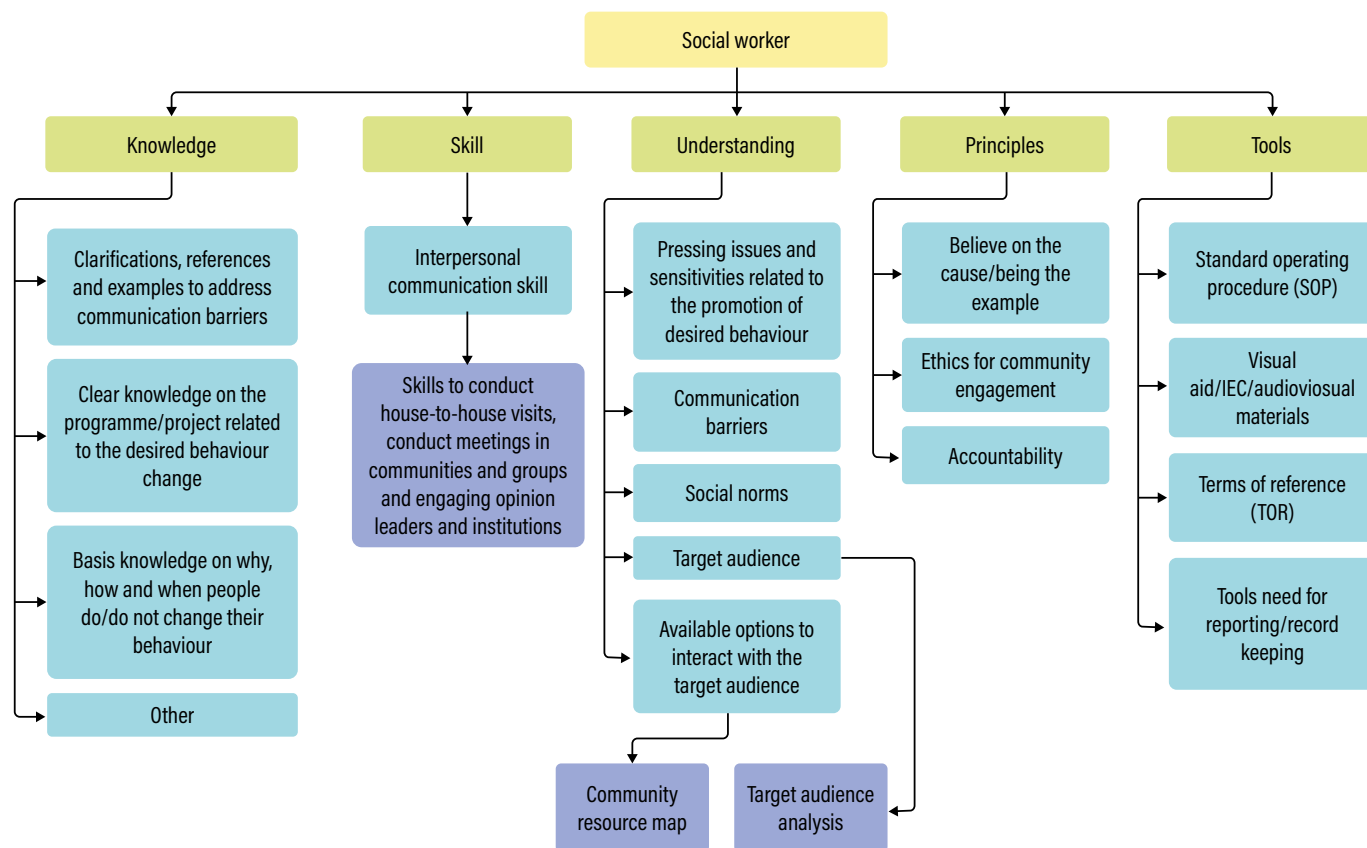 Social worker
Knowledge
Skill
Understanding
Principles
Tools
Clarifications, references
and examples to address
communication barriers
Clear knowledge on the
programme/project related
to the desired behaviour
change
Basis knowledge on why,
how and when people
do/do not change their
behaviour
Other
Interpersonal
communication skill
Skills to conduct
house-to-house visits,
conduct meetings in
communities and groups
and engaging opinion
leaders and institutions
Pressing issues and
sensitivities related to
the promotion of
desired behaviour
Communication
barriers
Social norms
Target audience
Available options to
interact with the
target audience
Community
resource map
Target audience
analysis
Believe on the
cause/being the
example
Ethics for community
engagement
Accountability
Standard operating
procedure (SOP)
Visual
aid/IEC/audioviosual
materials
Terms of reference
(TOR)
Tools need for
reporting/record
keeping